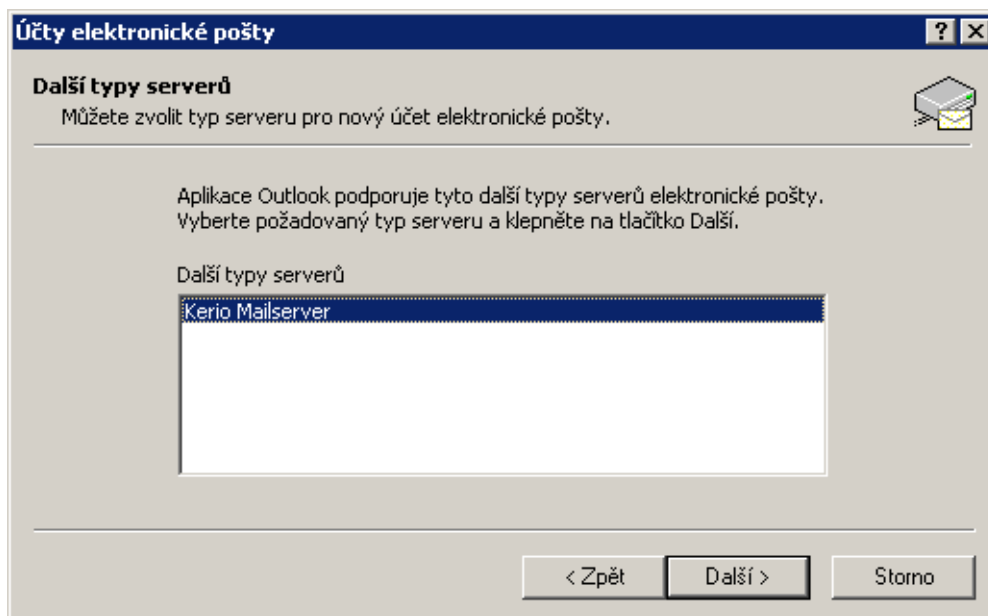 Účty elektronické pošty
Další typy serverů
Můžete zvolit typ serveru pro nový účet elektronické pošty.
Aplikace Outlook podporuje tyto další typy serverů elektronické pošty.
Vyberte požadovaný typ serveru a klepněte na tlačítko Další.
Další typy serverů
Kerio Mailserver
< Zpět Další > Storno